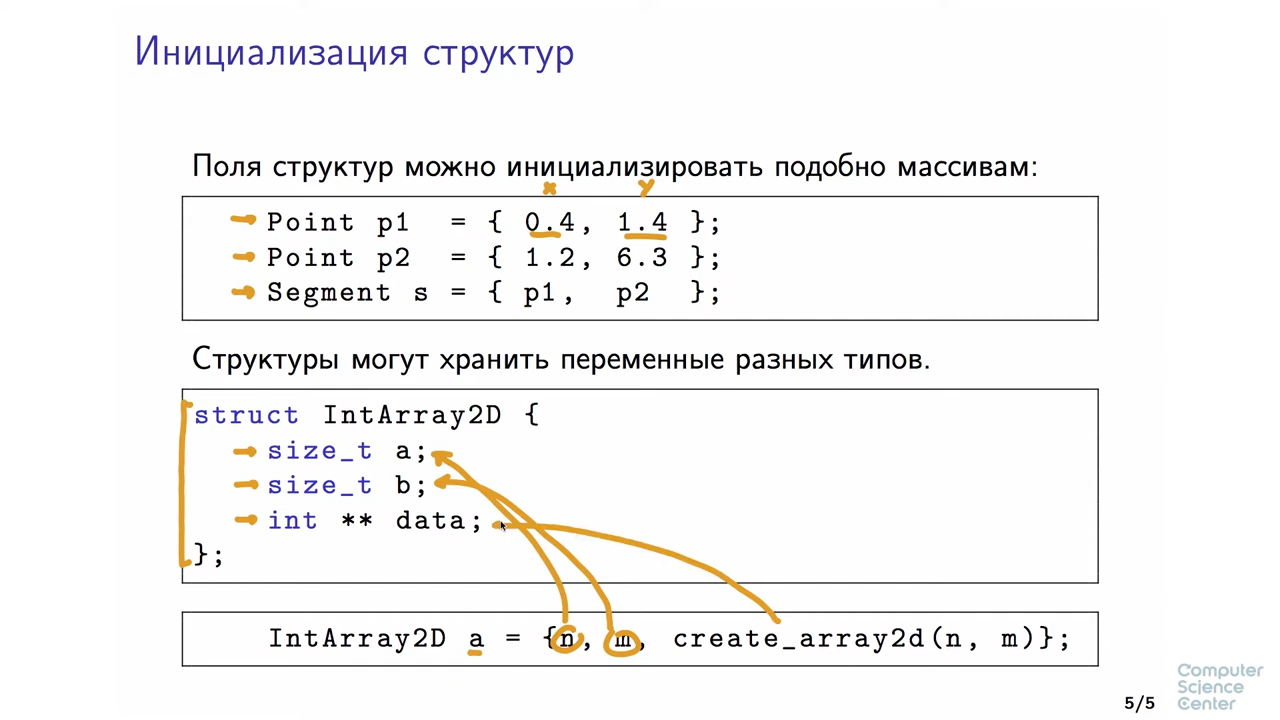 Инициализация структур
Поля структур можно инициализировать подобно массивам:
x y
Point p1 = { 0.4, 1.4 };
Point p2 = { 1.2, 6.3 };
Segment s = { p1, p2 };
Структуры могут хранить переменные разных типов.
struct IntArray2D {
size_t a;
size_t b;
int ** data;
};
IntArray2D a = {n, m, create_array2d(n, m)};
5/5
Computer
Science
Center